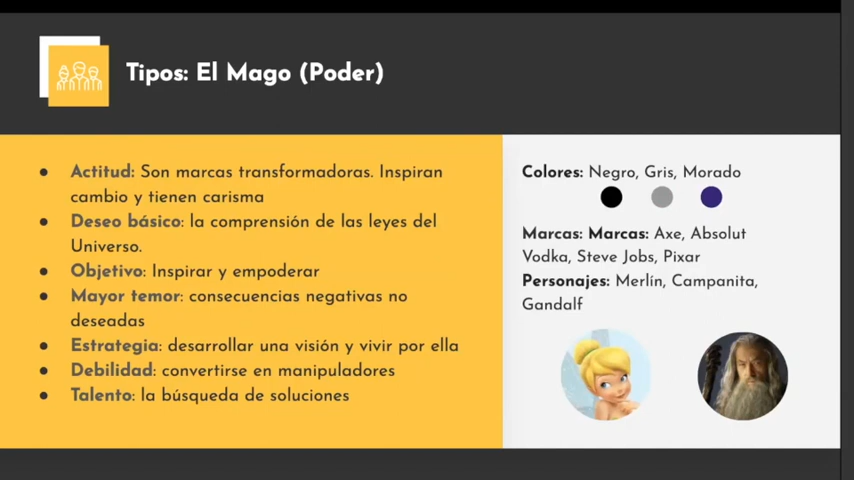 Tipos: El Mago (Poder)
● Actitud: Son marcas transformadoras. Inspiran
cambio y tienen carisma
● Deseo básico: la comprensión de las leyes del
Universo.
● Objetivo: Inspirar y empoderar
● Mayor temor: consecuencias negativas no
deseadas
● Estrategia: desarrollar una visión y vivir por ella
● Debilidad: convertirse en manipuladores
● Talento: la búsqueda de soluciones
Colores: Negro, Gris, Morado
Marcas: Marcas: Axe, Absolut
Vodka, Steve Jobs, Pixar
Personajes: Merlín, Campanita,
Gandalf